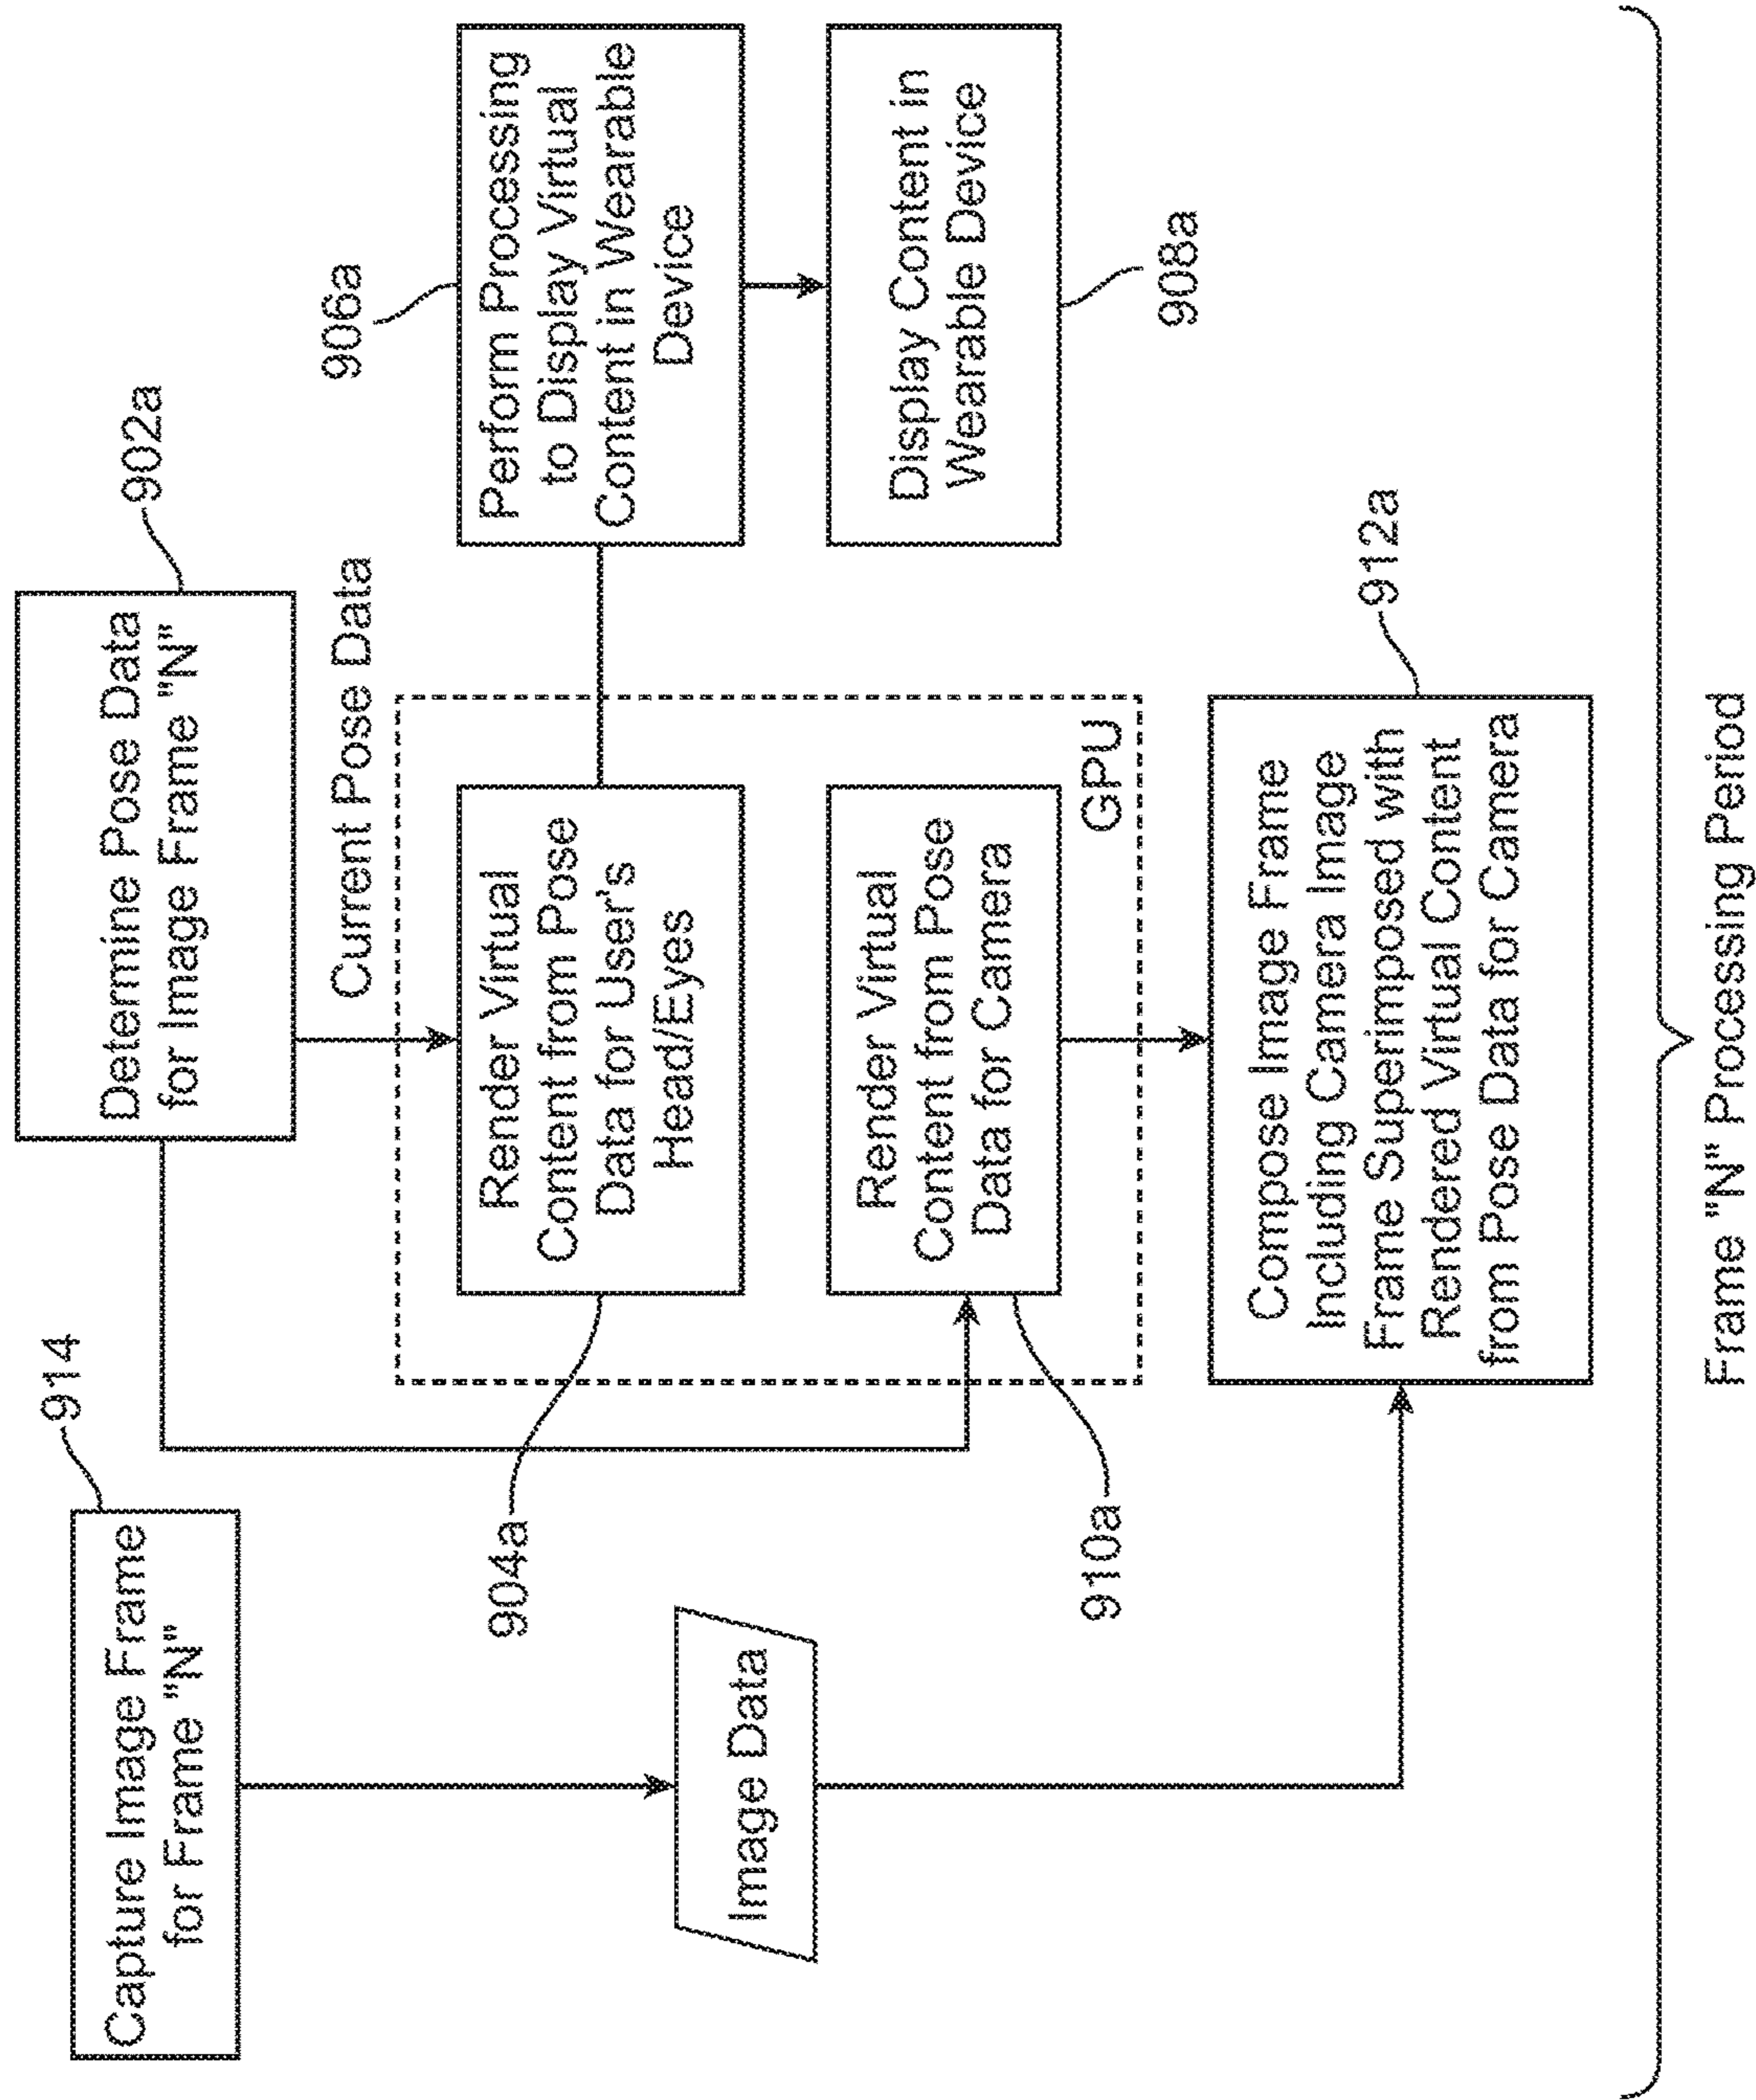 914
Capture Image Frame
for Frame "N"
Image Data
902a
Determine Pose Data
for Image Frame "N"
Current Pose Data
904a
Render Virtual
Content from Pose
Data for User's
Head/Eyes
910a
Render Virtual
Content from Pose
Data for Camera
GPU
906a
Perform Processing
to Display Virtual
Content in Wearable
Device
Display Content in
Wearable Device
908a
912a
Compose Image Frame
Including Camera Image
Frame Superimposed with
Rendered Virtual Content
from Pose Data for Camera
Frame "N" Processing Period